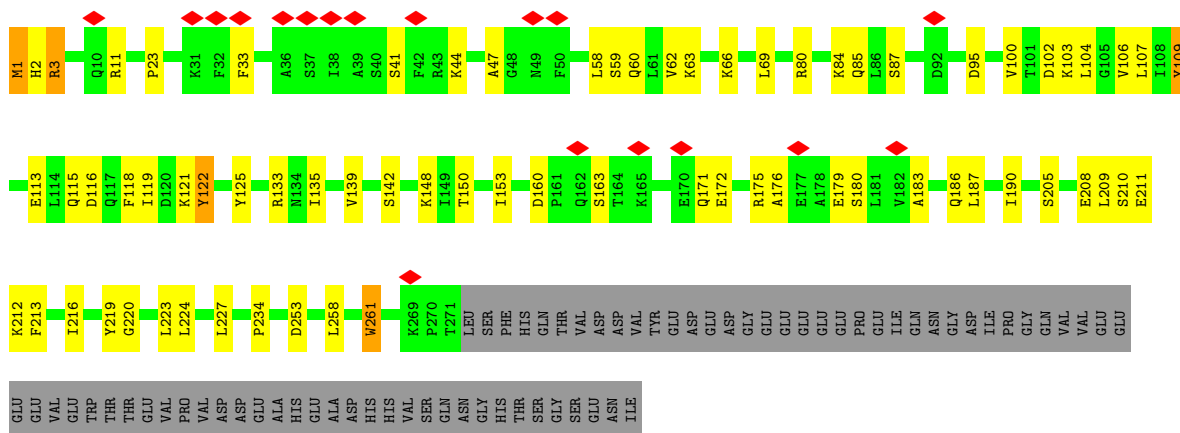 M1 H2 R3 Q10 R11 P23 K31 F32 F33 A36 S37 I38 A39 S40 S41 F42 R43 K44 A47 G48 N49 F50 L58 S59 Q60 L61 V62 K63 K66 L69 R80 K84 Q85 L86 S87 D92 D95 V100 T101 D102 K103 L104 G105 V106 L107 I108 Y109
E113 L114 Q115 D116 Q117 F118 I119 D120 K121 Y122 Y125 R133 N134 I135 V139 S142 K148 I149 T150 I153 D160 P161 Q162 S163 T164 K165 E170 Q171 E172 R175 A176 E177 A178 E179 S180 L181 V182 A183 Q186 L187 I190 S205 E208 L209 S210 E211
K212 F213 I216 Y219 G220 L223 L224 L227 P234 D253 L258 W261 K269 P270 T271 LEU SER PHE HIS GLN THR VAL ASP ASP VAL TYR GLU ASP GLU ASP GLY GLU GLU GLU GLU PRO GLU ILE GLN ASN GLY ASP ILE PRO GLY GLN VAL VAL GLU GLU
GLU GLU VAL GLU TRP THR THR GLU VAL PRO VAL ASP ASP GLU ALA HIS GLU ALA ASP HIS HIS VAL SER GLN ASN GLY HIS THR SER GLY SER GLU ASN ILE